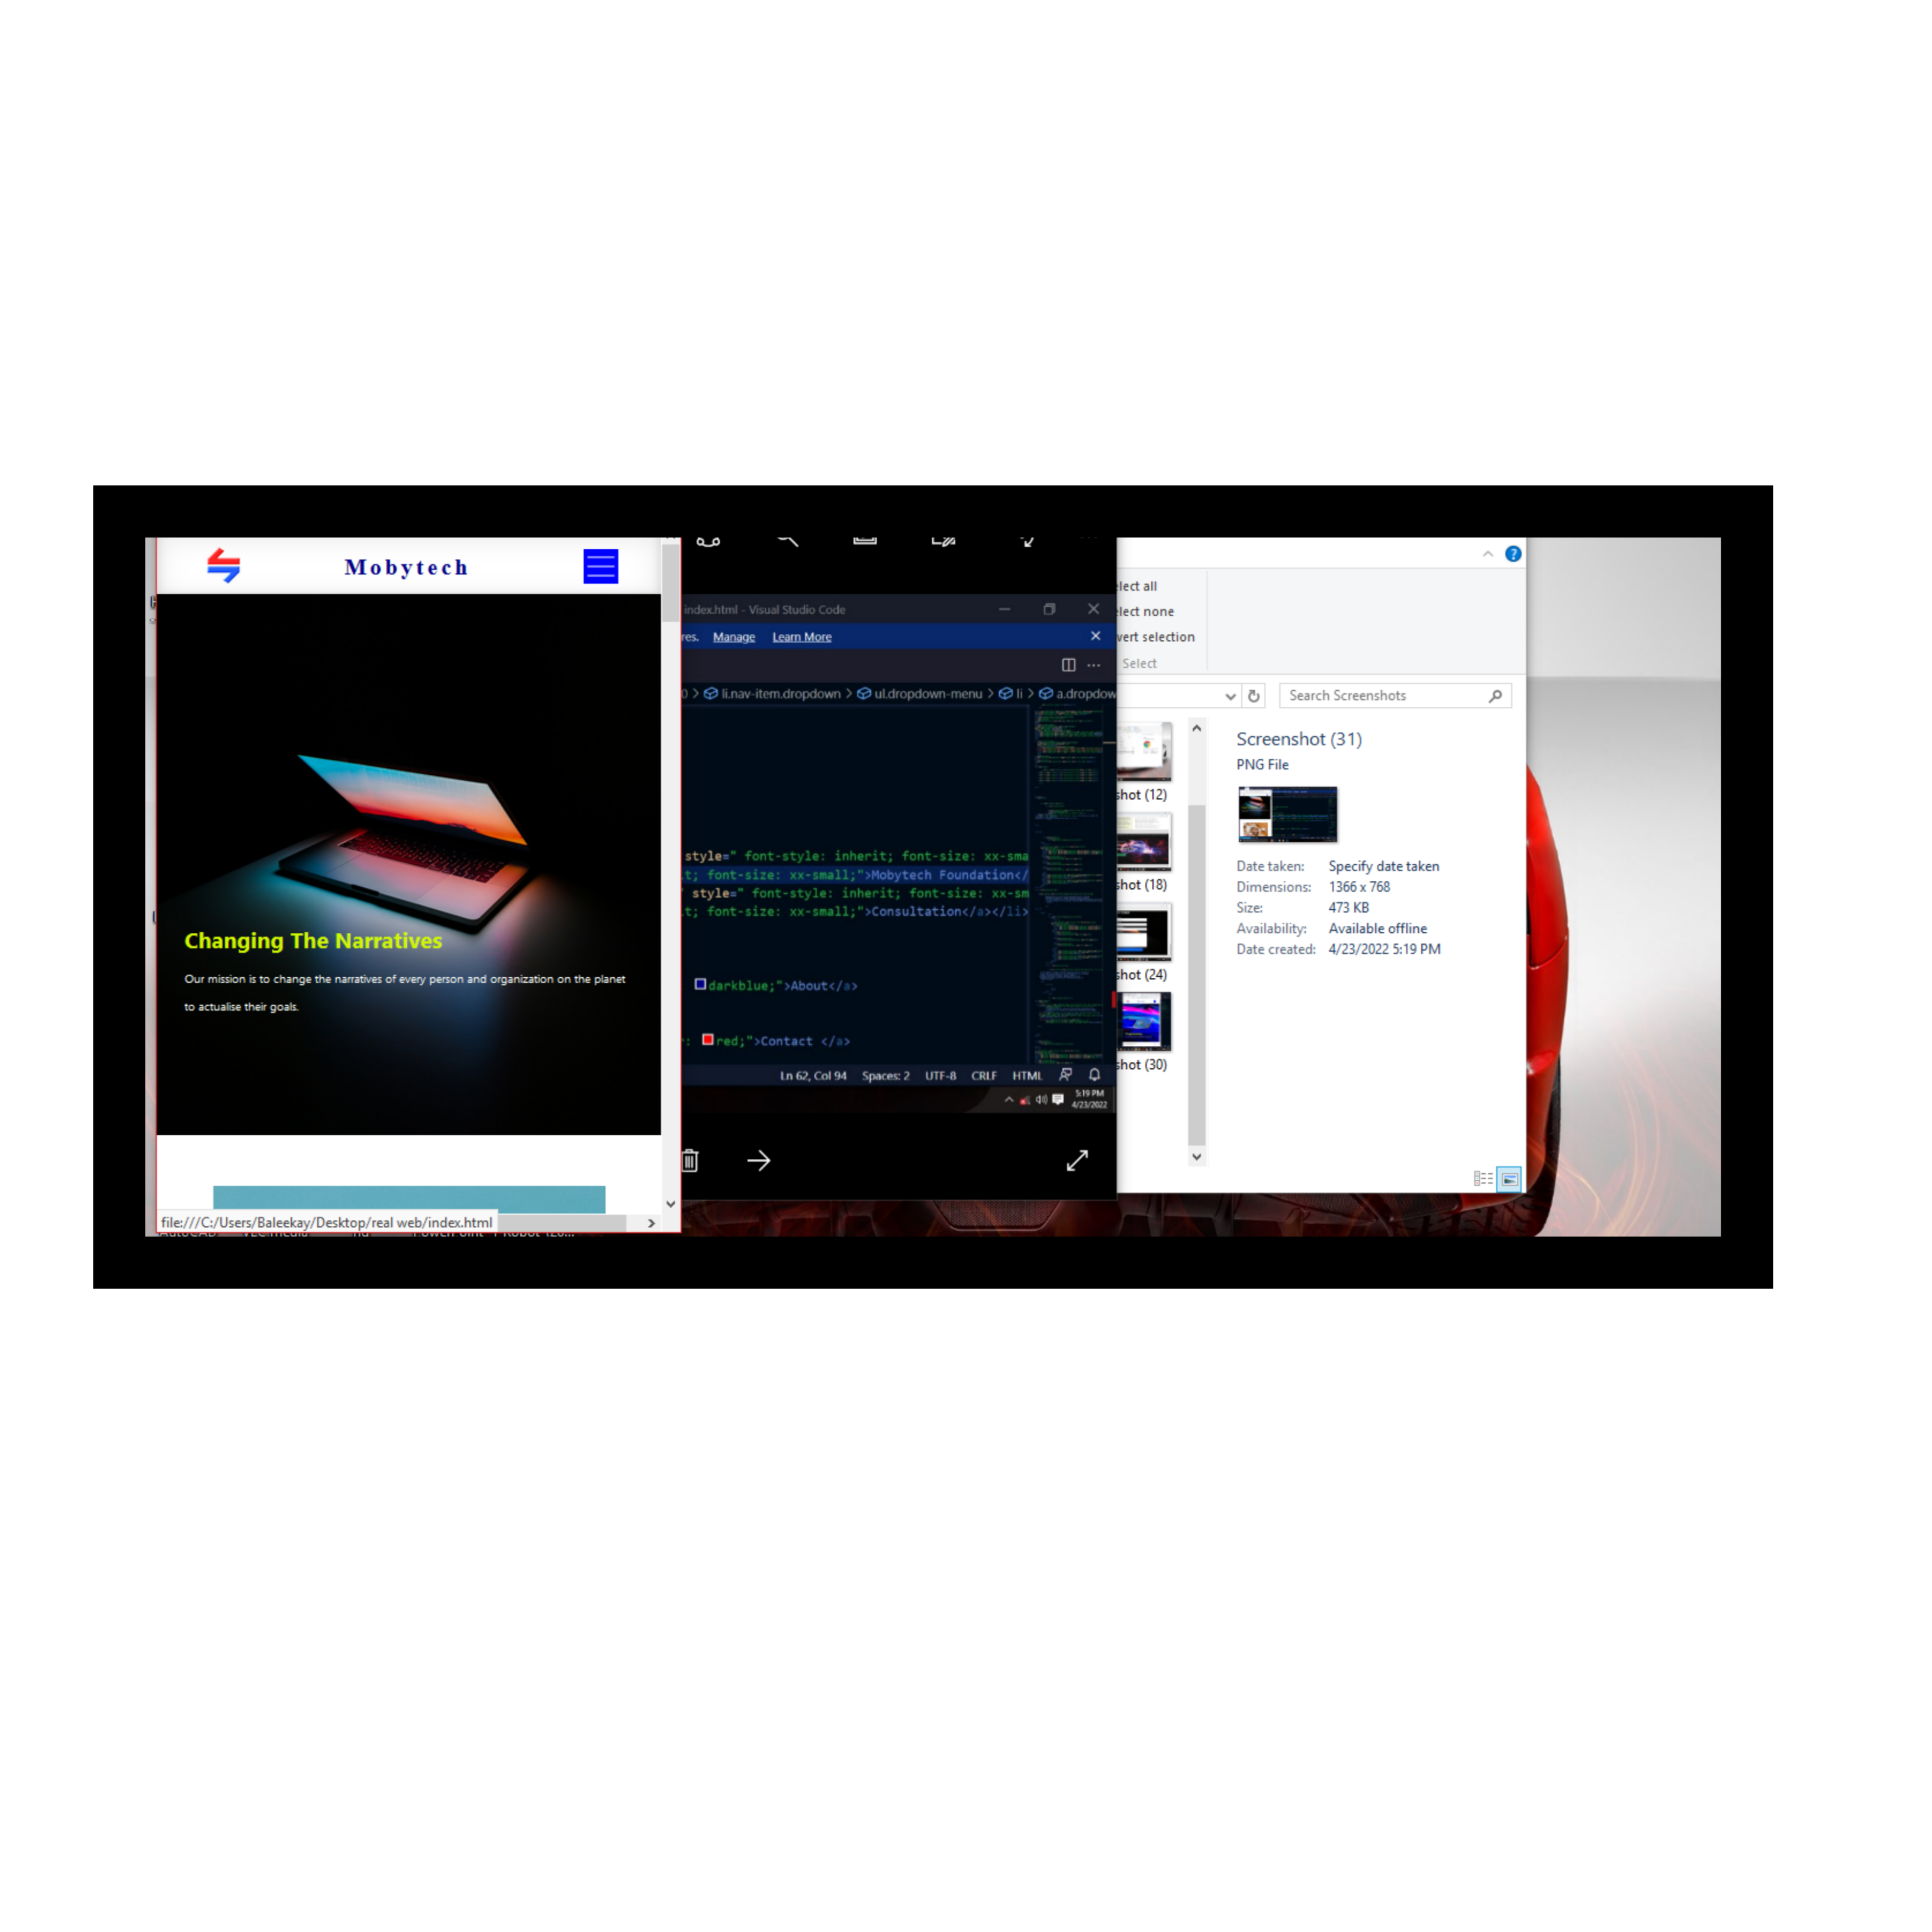 Mobytech
Changing The Narratives
Our mission is to change the narratives of every person and organization on the planet
to actualise their goals.
file:///C:/Users/Baleekay/Desktop/real web/index.html
index.html - Visual Studio Code
res. Manage Learn More
li.nav-item.dropdown > ul.dropdown-menu > li > a.dropdow
style=" font-style: inherit; font-size: xx-sma
t; font-size: xx-small;">Mobytech Foundation</
" style=" font-style: inherit; font-size: xx-sm
t; font-size: xx-small;">Consultation</a></li>
darkblue;">About</a>
: red;">Contact </a>
Ln 62, Col 94 Spaces: 2 UTF-8 CRLF HTML
5:19 PM
4/23/2022
lect all
lect none
vert selection
Select
Search Screenshots
shot (12)
shot (18)
shot (24)
shot (30)
Screenshot (31)
PNG File
Date taken: Specify date taken
Dimensions: 1366 x 768
Size: 473 KB
Availability: Available offline
Date created: 4/23/2022 5:19 PM